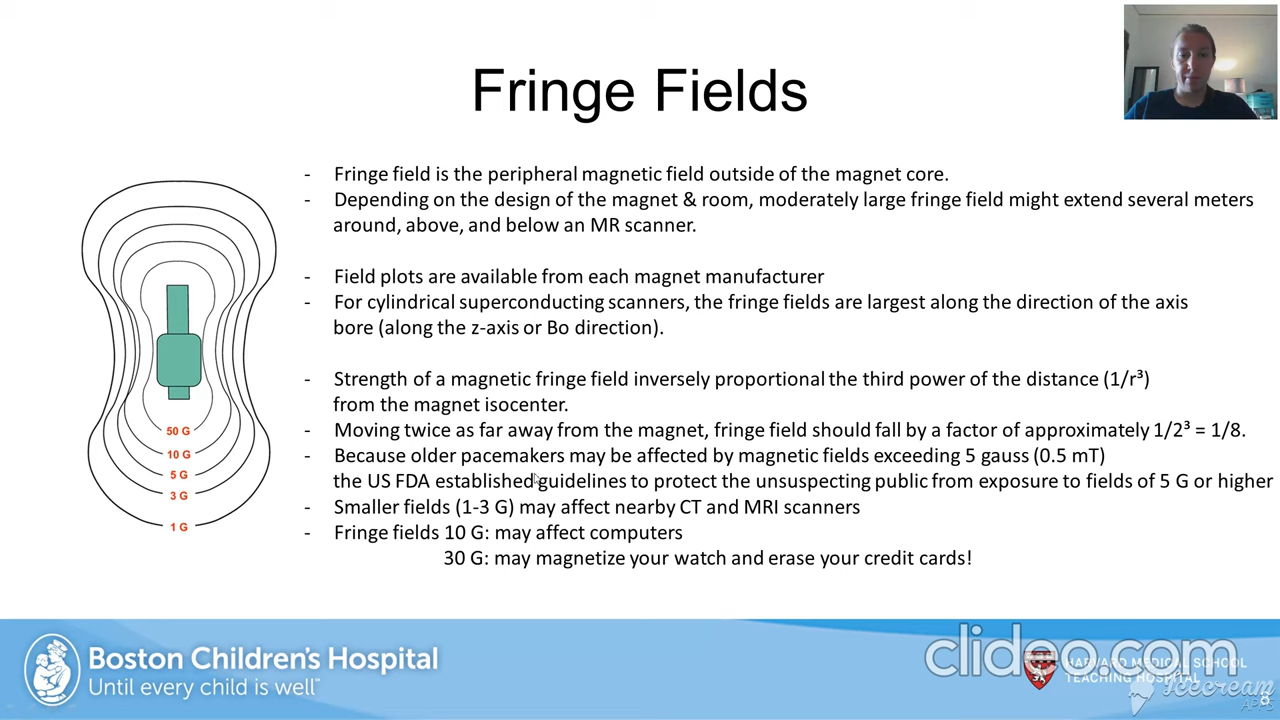 Fringe Fields
- Fringe field is the peripheral magnetic field outside of the magnet core.
- Depending on the design of the magnet & room, moderately large fringe field might extend several meters
around, above, and below an MR scanner.
- Field plots are available from each magnet manufacturer
- For cylindrical superconducting scanners, the fringe fields are largest along the direction of the axis
bore (along the z-axis or Bo direction).
- Strength of a magnetic fringe field inversely proportional the third power of the distance (1/r³)
from the magnet isocenter.
- Moving twice as far away from the magnet, fringe field should fall by a factor of approximately 1/2³ = 1/8.
- Because older pacemakers may be affected by magnetic fields exceeding 5 gauss (0.5 mT)
the US FDA established guidelines to protect the unsuspecting public from exposure to fields of 5 G or higher
- Smaller fields (1-3 G) may affect nearby CT and MRI scanners
- Fringe fields 10 G: may affect computers
30 G: may magnetize your watch and erase your credit cards!
50 G
10 G
5 G
3 G
1 G
Boston Children's Hospital
Until every child is well™
clideo.com
HARVARD MEDICAL SCHOOL
TEACHING HOSPITAL
Icecream
APPS
8